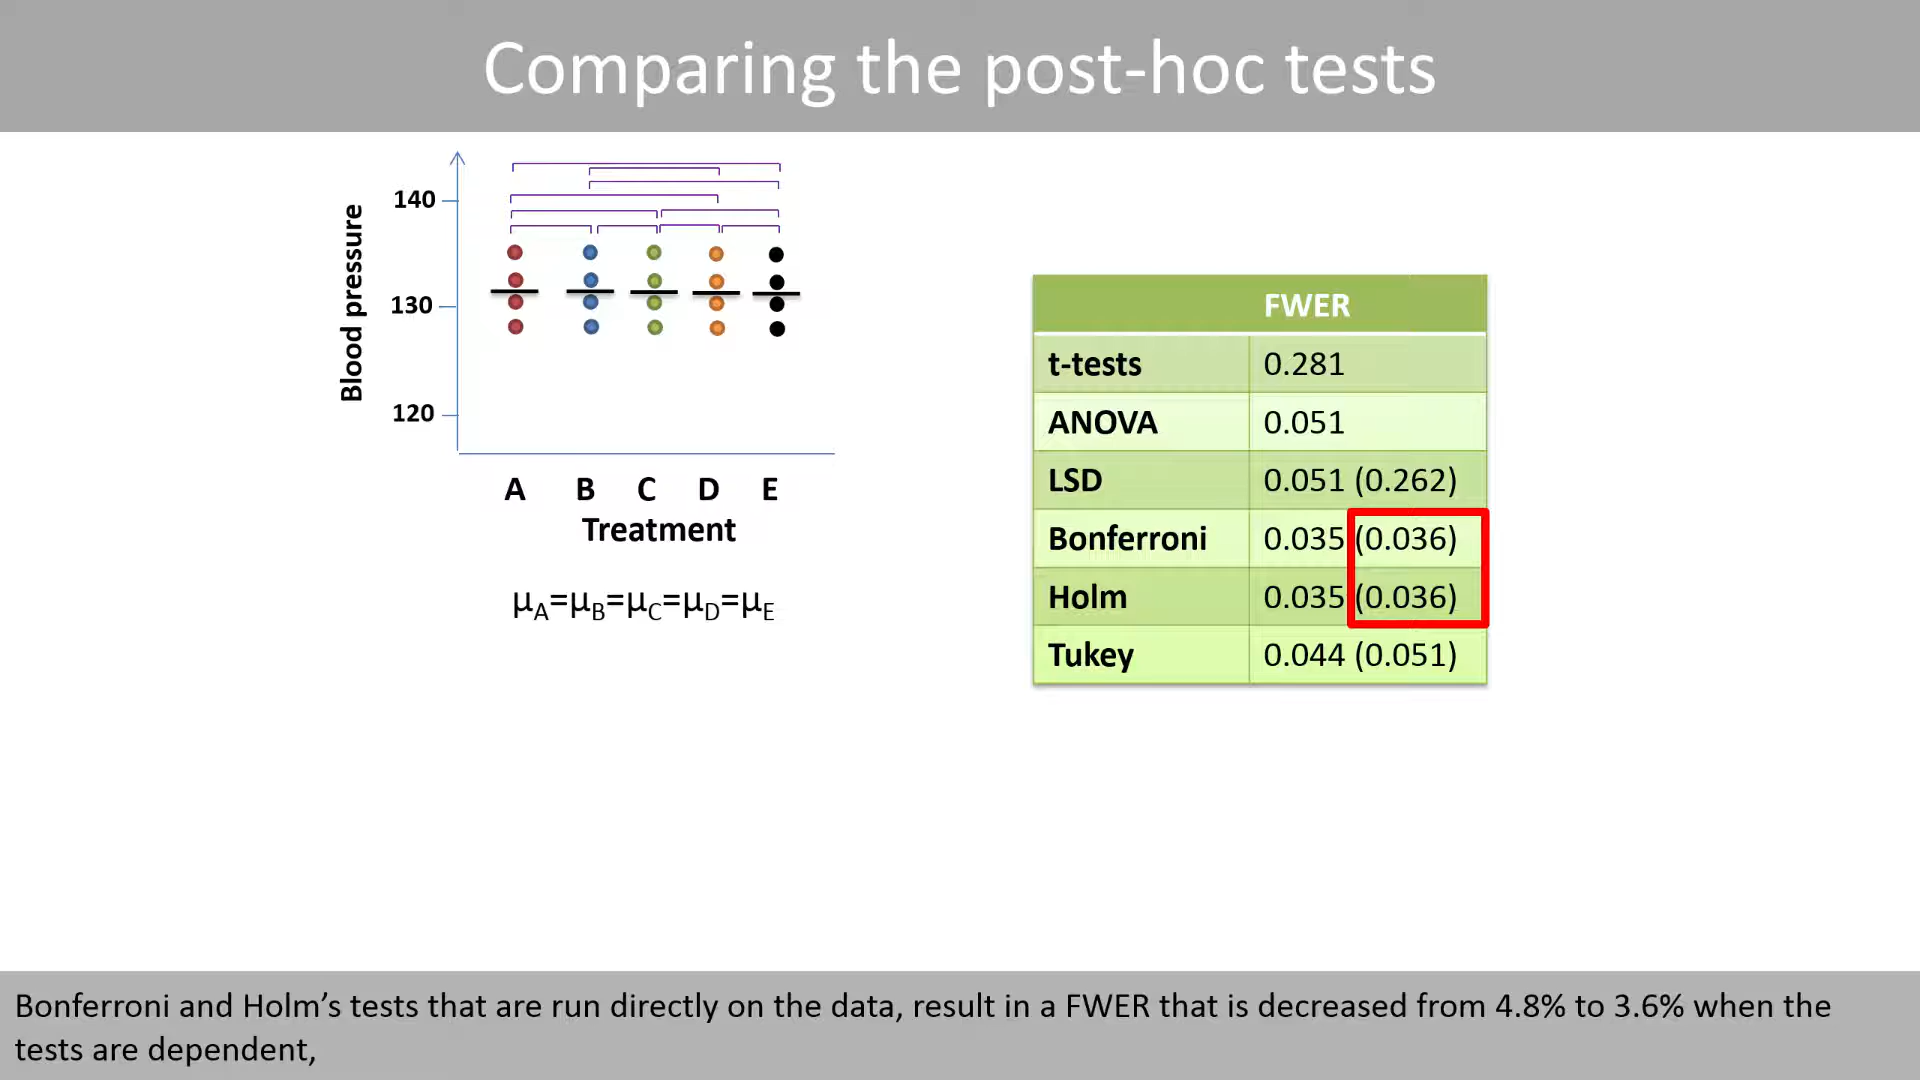 Comparing the post-hoc tests
140
130
120
Blood pressure
A B C D E
Treatment
μA=μB=μC=μD=μE
FWER
t-tests 0.281
ANOVA 0.051
LSD 0.051 (0.262)
Bonferroni 0.035 (0.036)
Holm 0.035 (0.036)
Tukey 0.044 (0.051)
Bonferroni and Holm’s tests that are run directly on the data, result in a FWER that is decreased from 4.8% to 3.6% when the
tests are dependent,